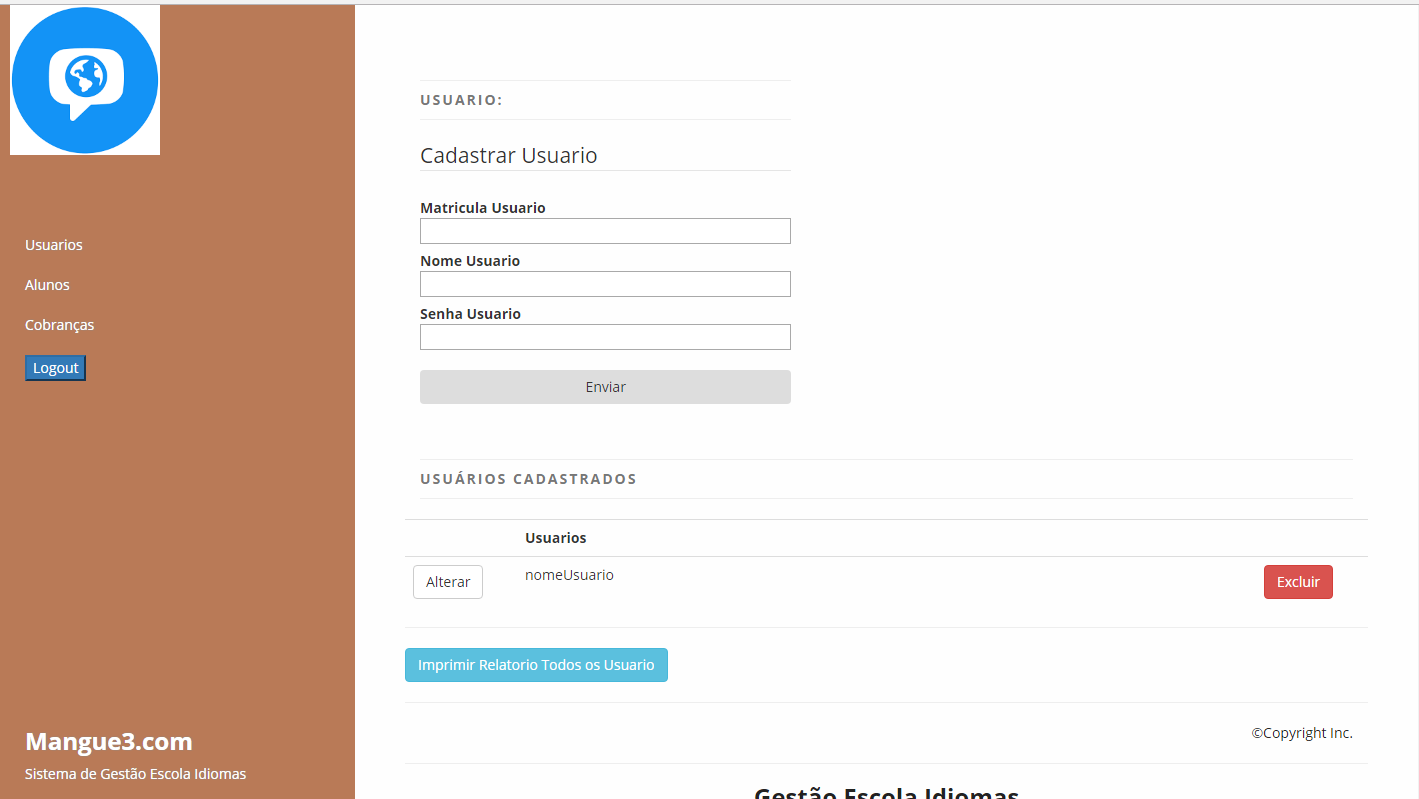 Usuarios
Alunos
Cobranças
Logout
Mangue3.com
Sistema de Gestão Escola Idiomas
USUARIO:
Cadastrar Usuario
Matricula Usuario
Nome Usuario
Senha Usuario
Enviar
USUÁRIOS CADASTRADOS
Usuarios
Alterar nomeUsuario Excluir
Imprimir Relatorio Todos os Usuario
©Copyright Inc.
Gestão Escola Idiomas